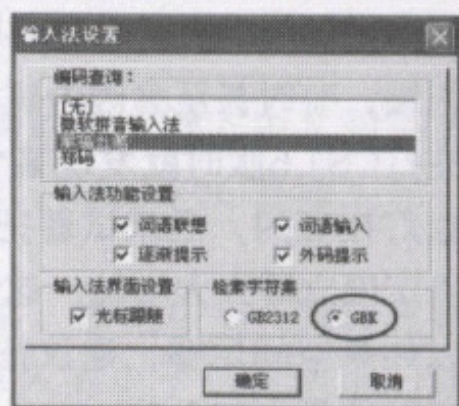 输入法设置
编码查询：
[无]
微软拼音输入法
郑码
输入法功能设置
词语联想 词语输入
逐渐提示 外码提示
输入法界面设置 检索字符集
光标跟随 GB2312 GBK
确定 取消